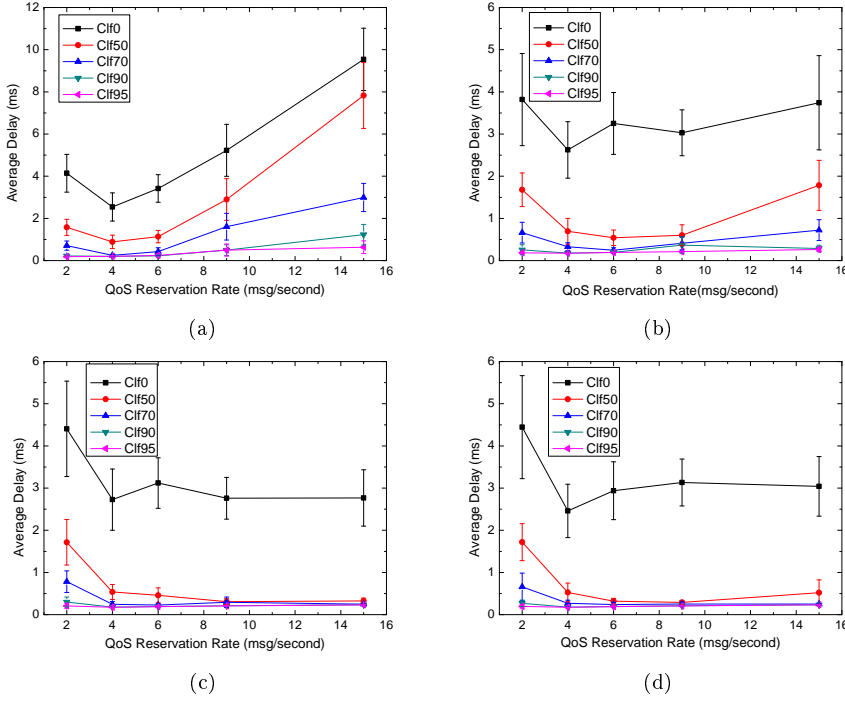 12
10
8
6
4
2
0
Average Delay (ms)
Clf0
Clf50
Clf70
Clf90
Clf95
2 4 6 8 10 12 14 16
QoS Reservation Rate (msg/second)
(a)
6
5
4
3
2
1
0
Average Delay (ms)
Clf0
Clf50
Clf70
Clf90
Clf95
2 4 6 8 10 12 14 16
QoS Reservation Rate(msg/second)
(b)
6
5
4
3
2
1
0
Average Delay (ms)
Clf0
Clf50
Clf70
Clf90
Clf95
2 4 6 8 10 12 14 16
QoS Reservation Rate (msg/second)
(c)
6
5
4
3
2
1
0
Average Delay (ms)
Clf0
Clf50
Clf70
Clf90
Clf95
2 4 6 8 10 12 14 16
QoS Reservation Rate (msg/second)
(d)